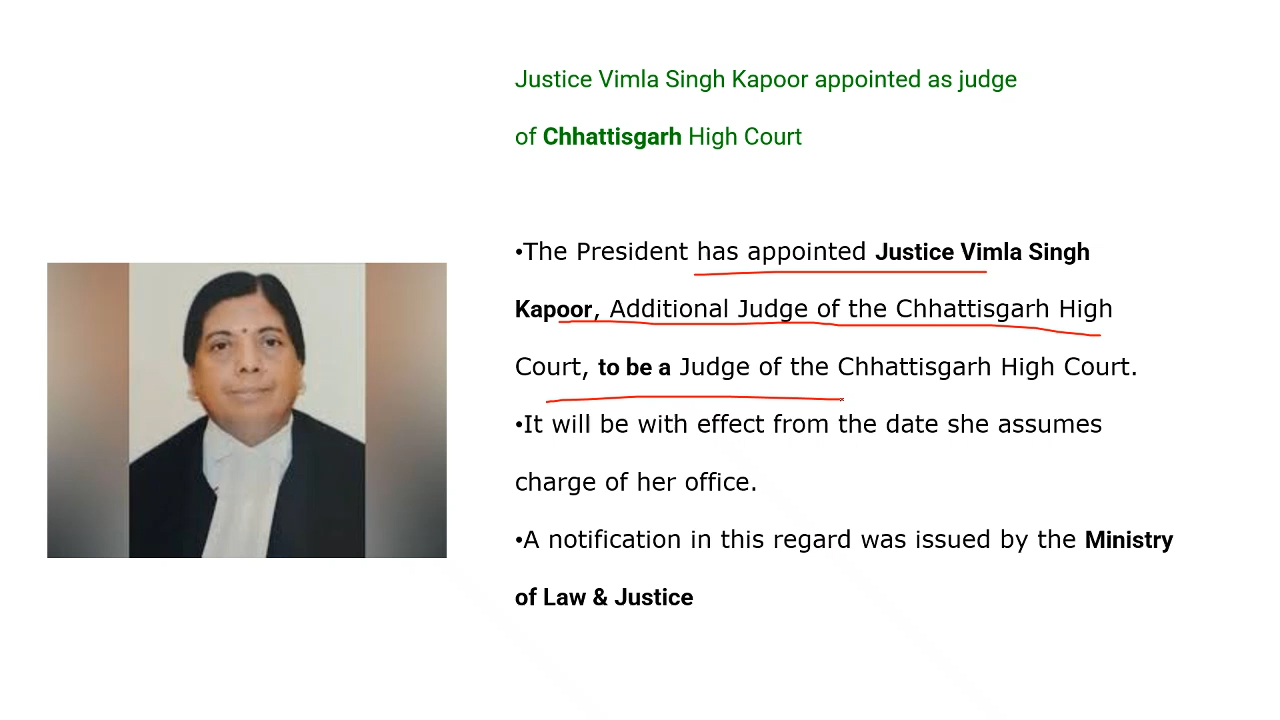 Justice Vimla Singh Kapoor appointed as judge
of Chhattisgarh High Court
•The President has appointed Justice Vimla Singh
Kapoor, Additional Judge of the Chhattisgarh High
Court, to be a Judge of the Chhattisgarh High Court.
•It will be with effect from the date she assumes
charge of her office.
•A notification in this regard was issued by the Ministry
of Law & Justice